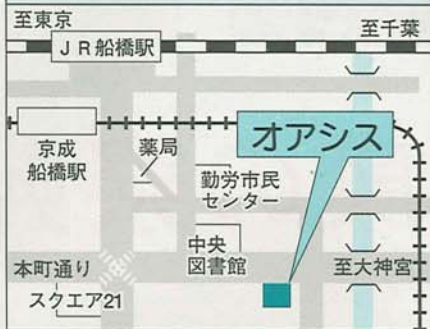 至東京
至千葉
JR船橋駅
オアシス
京成
船橋駅
薬局
勤労市民
センター
中央
図書館
本町通り
至大神宮
スクエア21